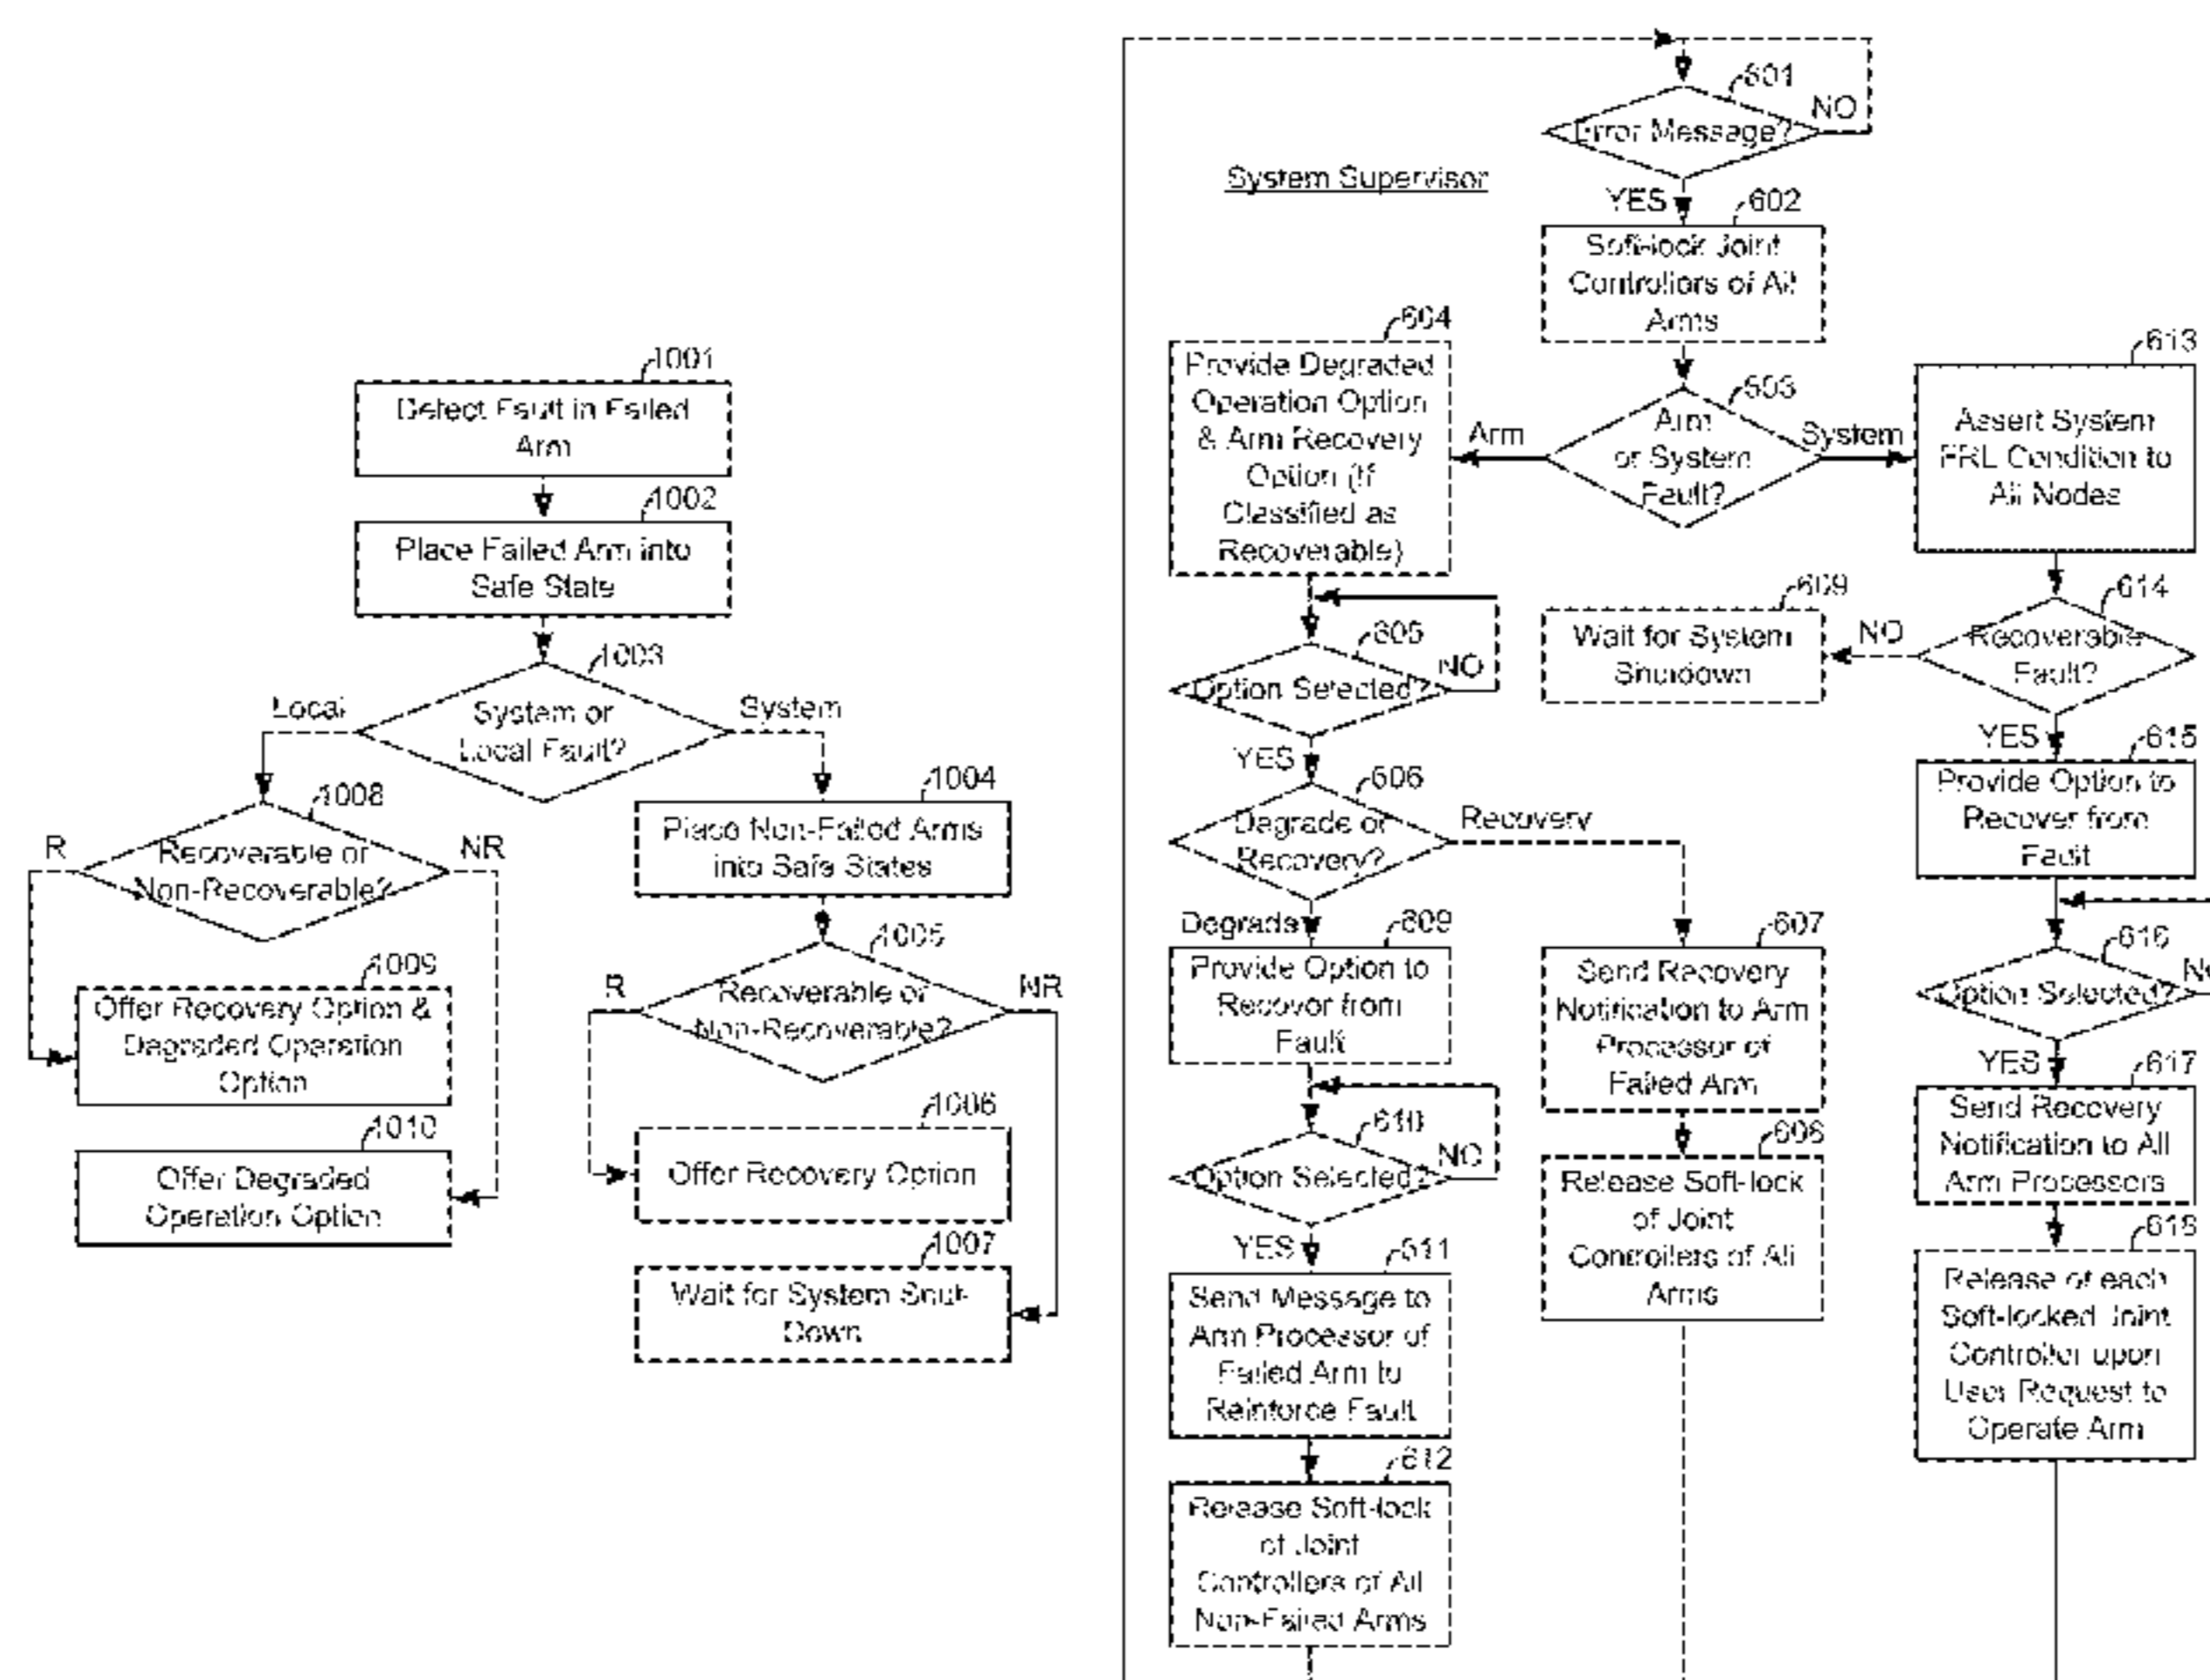 1001
Detect Fault in Failed
Arm
1002
Place Failed Arm into
Safe State
1003
System or
Local Fault?
Local
System
1008
Recoverable or
Non-Recoverable?
R
NR
1004
Place Non-Failed Arms
into Safe States
1005
Recoverable or
Non-Recoverable?
R
NR
1009
Offer Recovery Option &
Degraded Operation
Option
1010
Offer Degraded
Operation Option
1006
Offer Recovery Option
1007
Wait for System Shut-
Down
System Supervisor
601
Error Message?
NO
YES
602
Soft-lock Joint
Controllers of All
Arms
603
Arm
or System
Fault?
Arm
System
604
Provide Degraded
Operation Option
& Arm Recovery
Option (If
Classified as
Recoverable)
605
Option Selected?
NO
YES
606
Degrade or
Recovery?
Recovery
Degrade
609
Provide Option to
Recover from
Fault
610
Option Selected?
NO
YES
611
Send Message to
Arm Processor of
Failed Arm to
Reinforce Fault
612
Release Soft-lock
of Joint
Controllers of All
Non-Failed Arms
607
Send Recovery
Notification to Arm
Processor of
Failed Arm
608
Release Soft-lock
of Joint
Controllers of All
Arms
609
Wait for System
Shutdown
613
Assert System
FRL Condition to
All Nodes
614
Recoverable
Fault?
NO
YES
615
Provide Option to
Recover from
Fault
616
Option Selected?
YES
617
Send Recovery
Notification to All
Arm Processors
618
Release of each
Soft-locked Joint
Controller upon
User Request to
Operate Arm